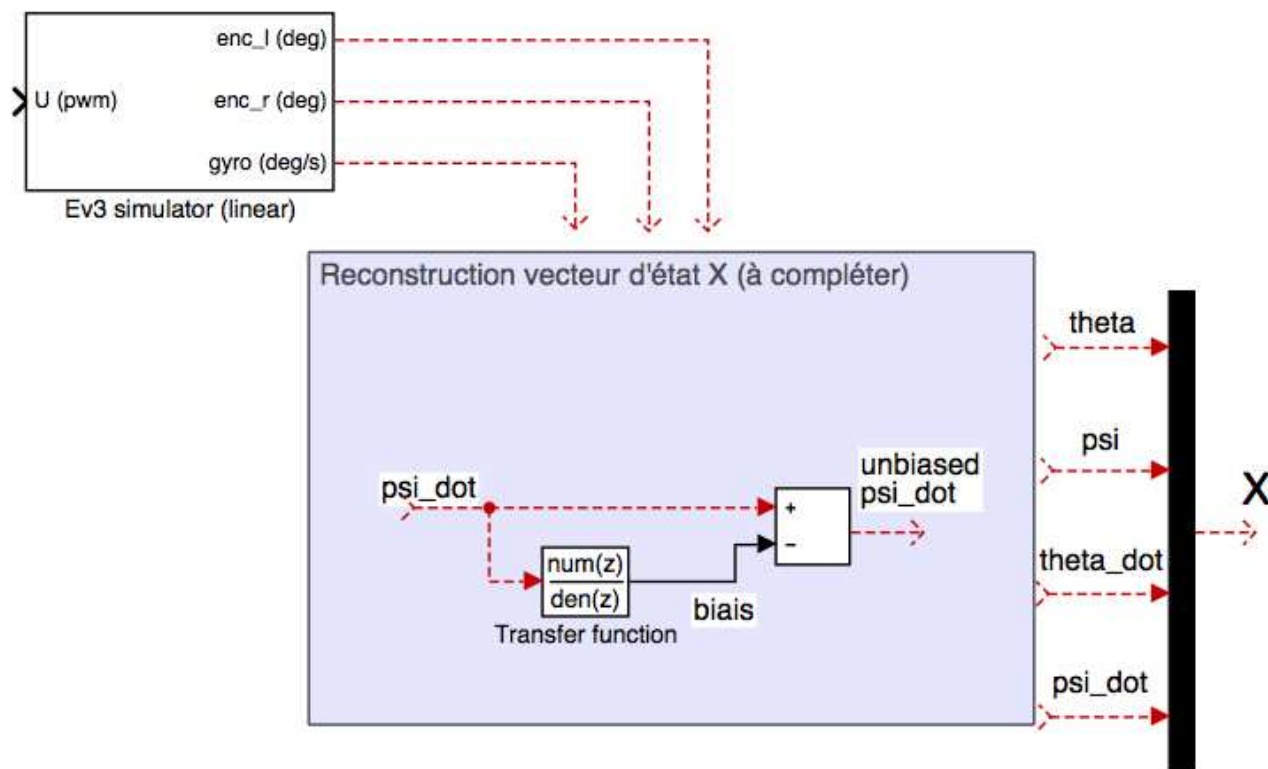 enc_l (deg)
U (pwm)
enc_r (deg)
gyro (deg/s)
Ev3 simulator (linear)
Reconstruction vecteur d'état X (à compléter)
theta
psi
unbiased
psi_dot
psi_dot
+
-
num(z)
den(z)
biais
Transfer function
theta_dot
psi_dot
X